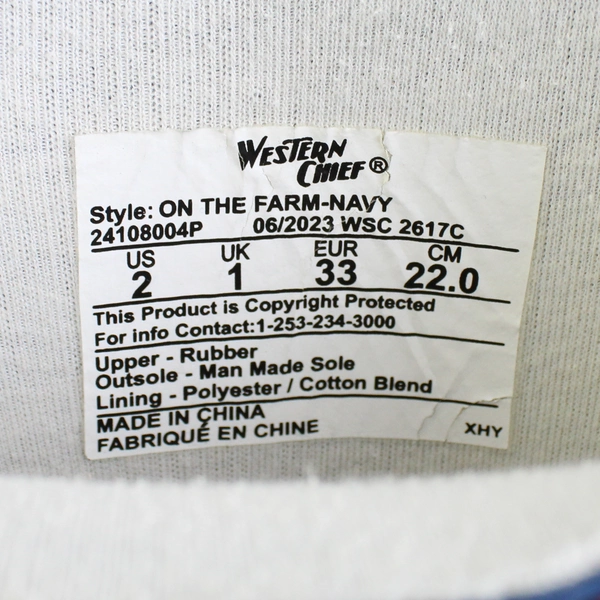 WESTERN
CHIEF®
Style: ON THE FARM-NAVY
24108004P 06/2023 WSC 2617C
US UK EUR CM
2 1 33 22.0
This Product is Copyright Protected
For info Contact:1-253-234-3000
Upper - Rubber
Outsole - Man Made Sole
Lining - Polyester / Cotton Blend
MADE IN CHINA
FABRIQUÉ EN CHINE XHY